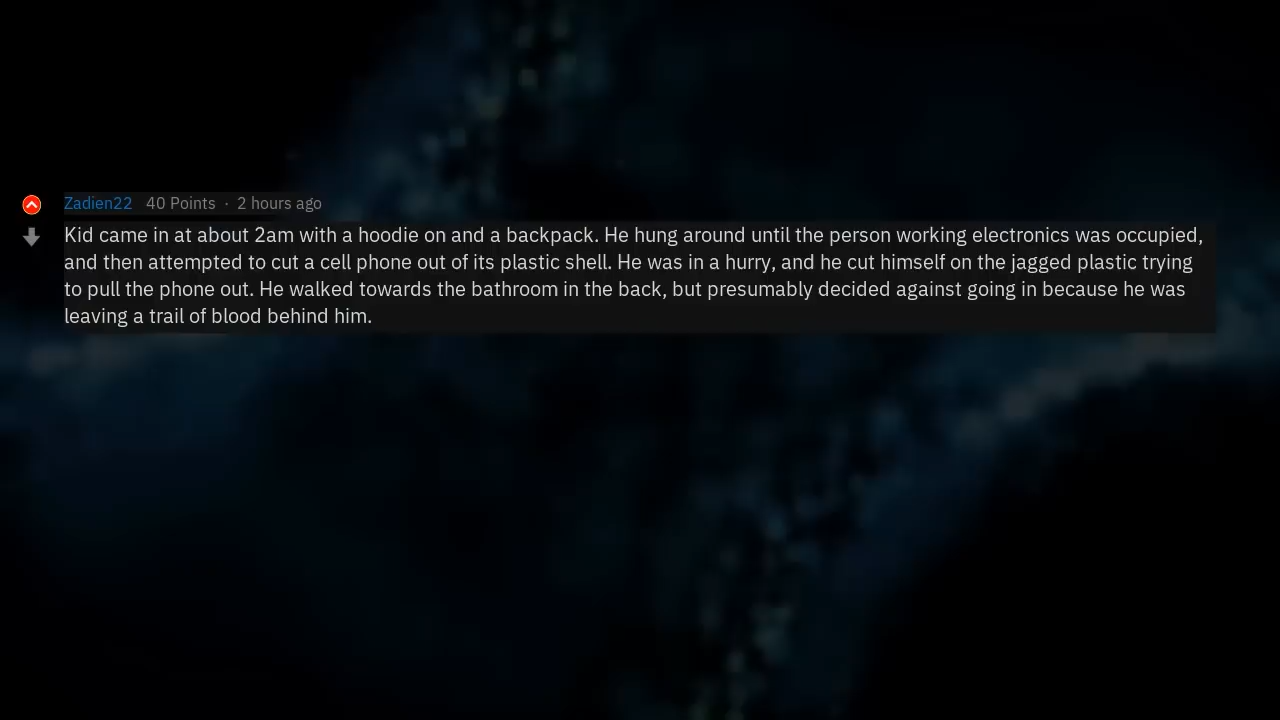 Zadien22 40 Points · 2 hours ago
Kid came in at about 2am with a hoodie on and a backpack. He hung around until the person working electronics was occupied,
and then attempted to cut a cell phone out of its plastic shell. He was in a hurry, and he cut himself on the jagged plastic trying
to pull the phone out. He walked towards the bathroom in the back, but presumably decided against going in because he was
leaving a trail of blood behind him.